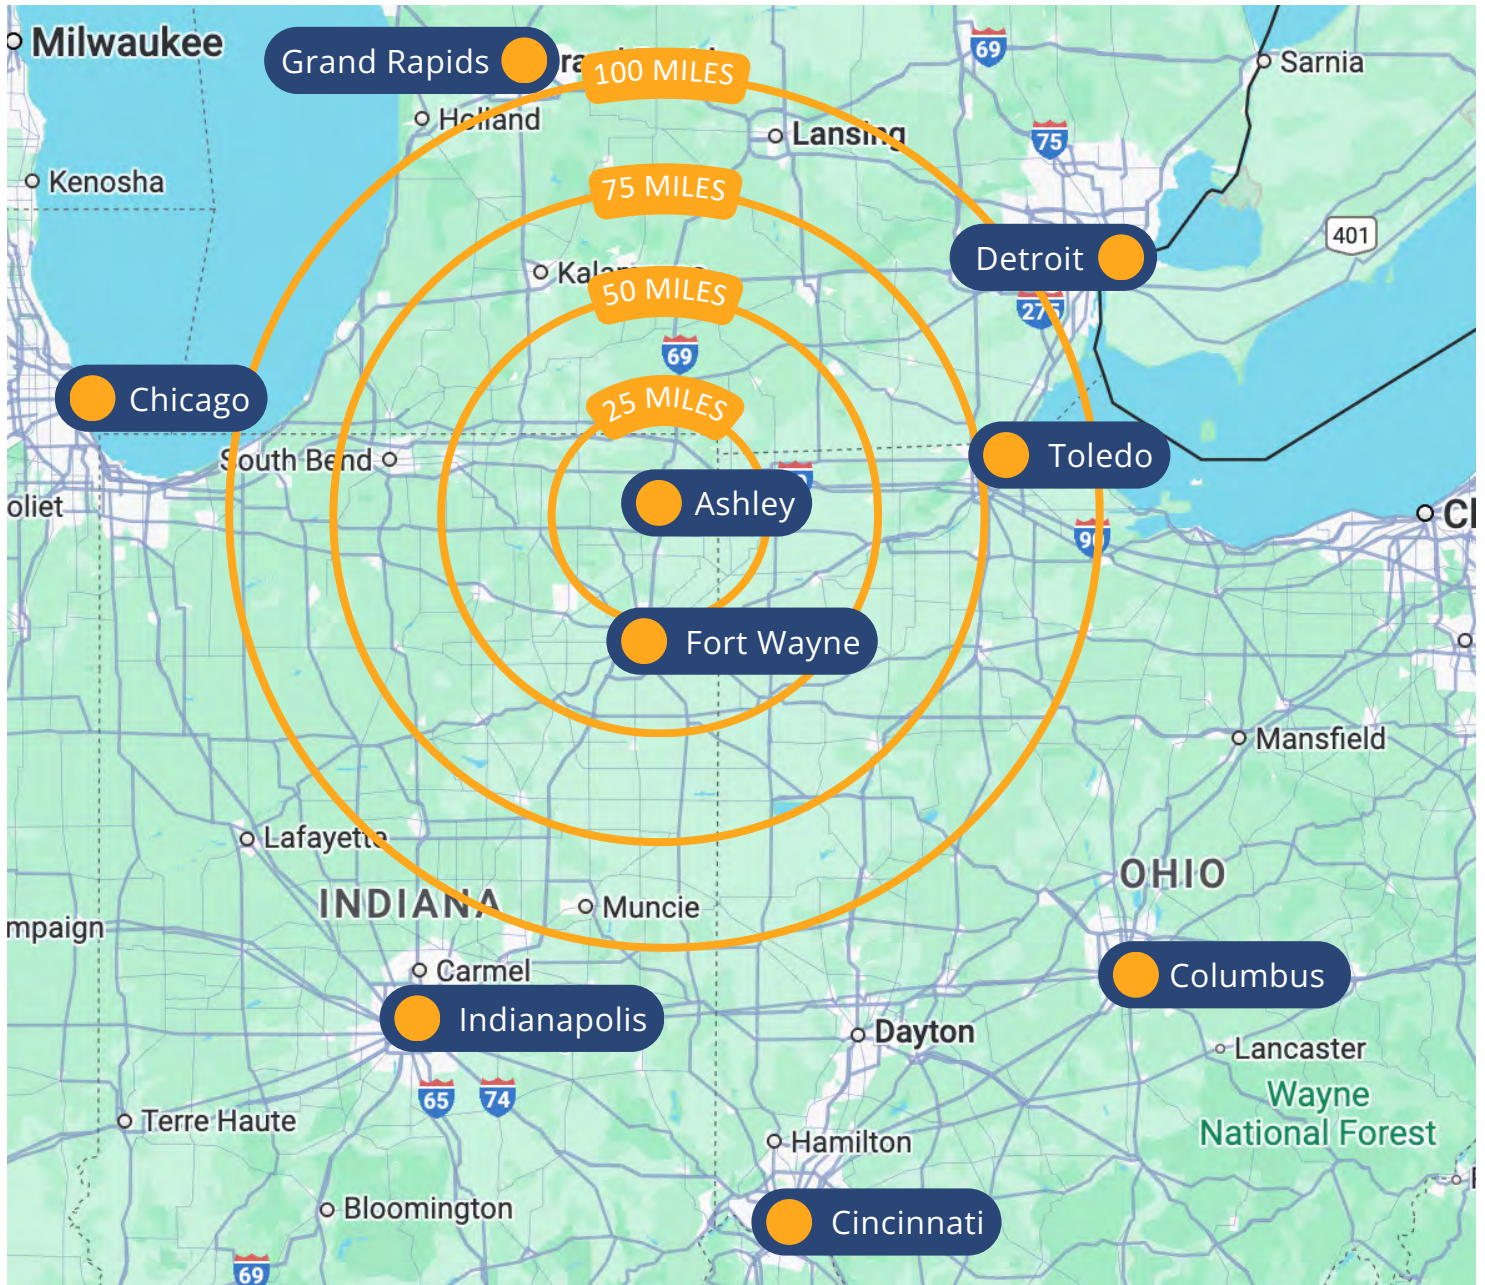 Milwaukee
Grand Rapids
100 MILES
69
Sarnia
Holland
Lansing
75
Kenosha
75 MILES
401
Detroit
50 MILES
275
69
Chicago
25 MILES
South Bend
Toledo
Ashley
oliet
90
Fort Wayne
Mansfield
Lafayette
OHIO
INDIANA
Muncie
mpaign
Carmel
Columbus
Indianapolis
Dayton
Lancaster
65
74
Wayne
National Forest
Terre Haute
Hamilton
Bloomington
Cincinnati
69